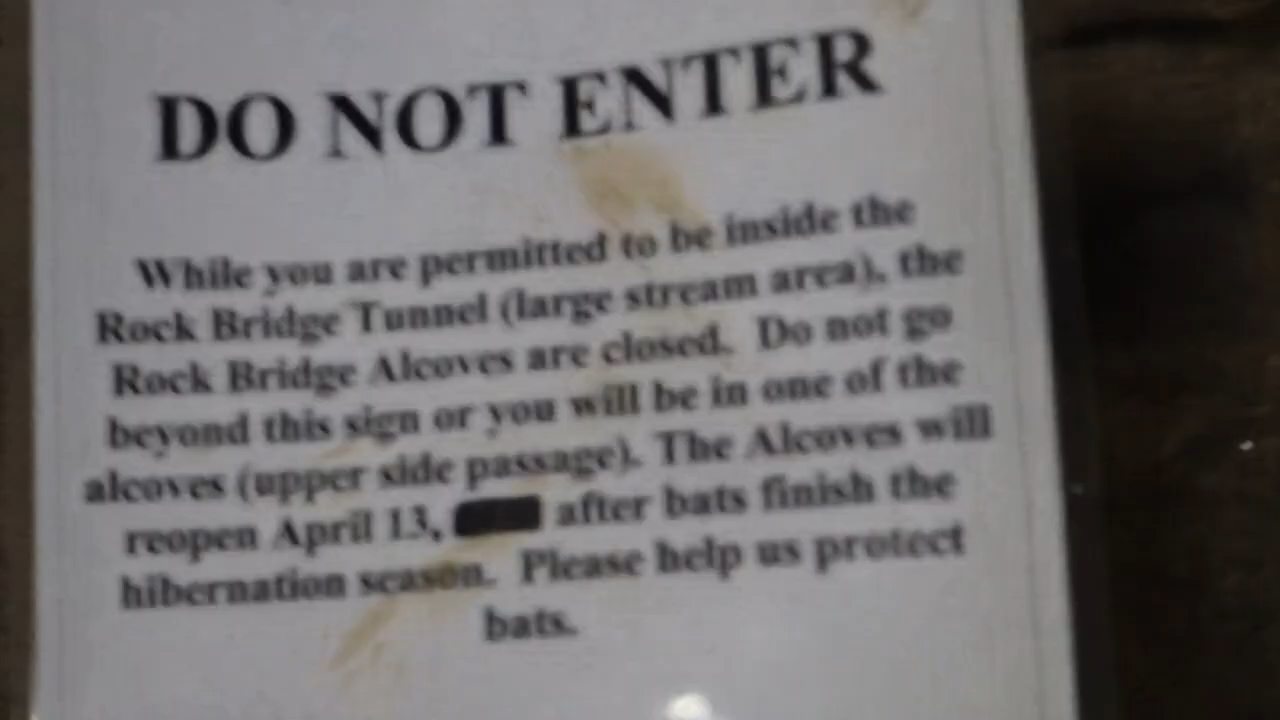 DO NOT ENTER
While you are permitted to be inside the
Rock Bridge Tunnel (large stream area), the
Rock Bridge Alcoves are closed. Do not go
beyond this sign or you will be in one of the
alcoves (upper side passage). The Alcoves will
reopen April 13, after bats finish the
hibernation season. Please help us protect
bats.